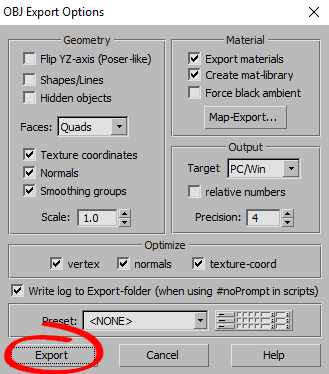 OBJ Export Options
Geometry
Flip YZ-axis (Poser-like)
Shapes/Lines
Hidden objects
Faces: Quads
Texture coordinates
Normals
Smoothing groups
Scale: 1.0
Material
Export materials
Create mat-library
Force black ambient
Map-Export...
Output
Target PC/Win
relative numbers
Precision: 4
Optimize
vertex normals texture-coord
Write log to Export-folder (when using #noPrompt in scripts)
Preset: <NONE>
Export Cancel Help